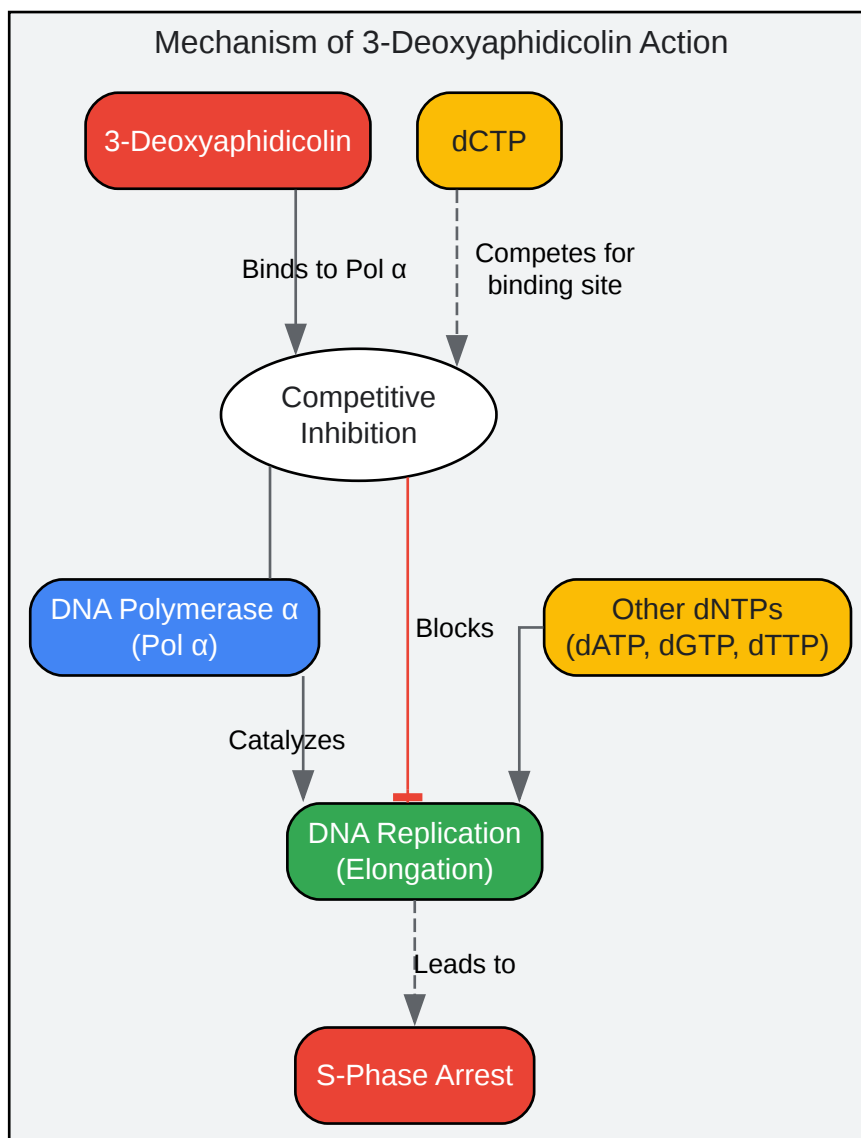 Mechanism of 3-Deoxyaphidicolin Action
3-Deoxyaphidicolin
dCTP
Binds to Pol α
Competes for
binding site
Competitive
Inhibition
DNA Polymerase α
(Pol α)
Blocks
Other dNTPs
(dATP, dGTP, dTTP)
Catalyzes
DNA Replication
(Elongation)
Leads to
S-Phase Arrest